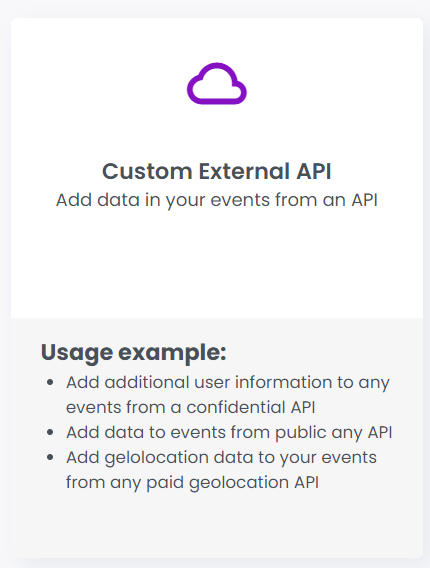 Custom External API
Add data in your events from an API
Usage example:
• Add additional user information to any
events from a confidential API
• Add data to events from public any API
• Add gelolocation data to your events
from any paid geolocation API